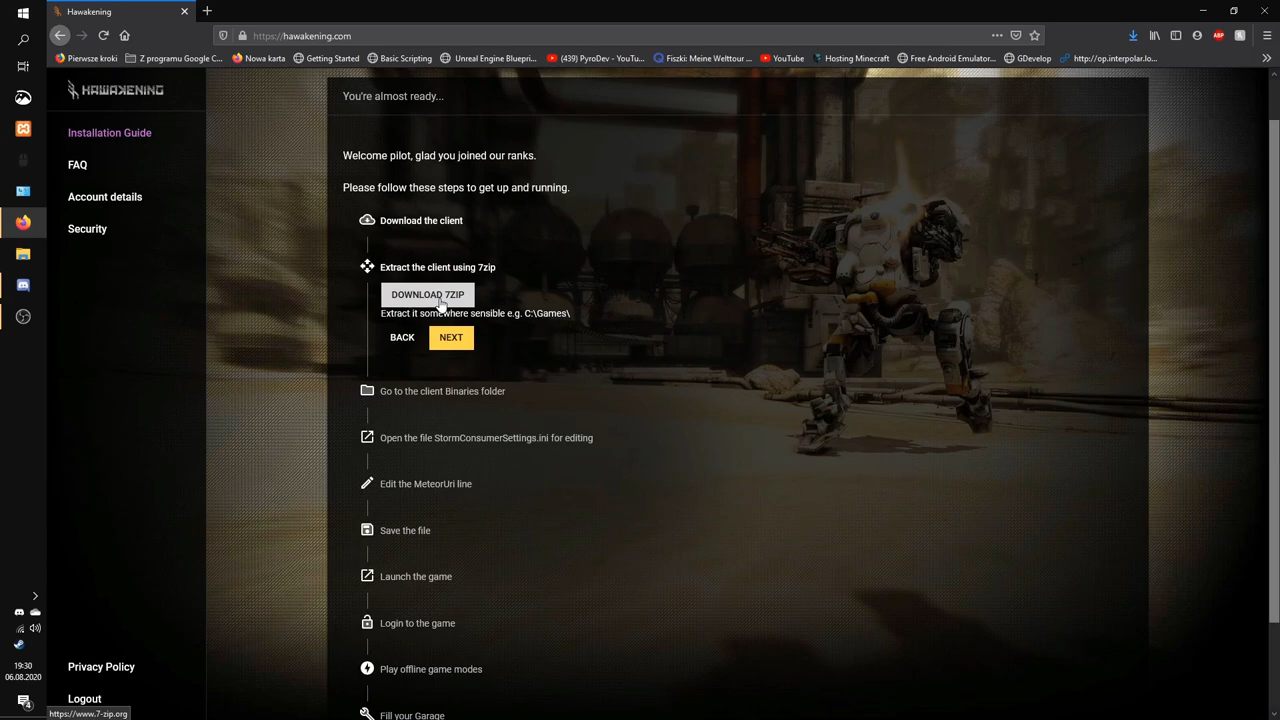 Hawakening
https://hawakening.com
Pierwsze kroki
Z programu Google C...
Nowa karta
Getting Started
Basic Scripting
Unreal Engine Bluepri...
(439) PyroDev - YouTu...
Fiszki: Meine Welttour ...
YouTube
Hosting Minecraft
Free Android Emulator...
GDevelop
http://op.interpolar.lo...
HAWAKENING
Installation Guide
FAQ
Account details
Security
You're almost ready...
Welcome pilot, glad you joined our ranks.
Please follow these steps to get up and running.
Download the client
Extract the client using 7zip
DOWNLOAD 7ZIP
Extract it somewhere sensible e.g. C:\Games\
BACK
NEXT
Go to the client Binaries folder
Open the file StormConsumerSettings.ini for editing
Edit the MeteorUri line
Save the file
Launch the game
Login to the game
Play offline game modes
Fill your Garage
Privacy Policy
Logout
https://www.7-zip.org
19:30
06.08.2020
4
ABP